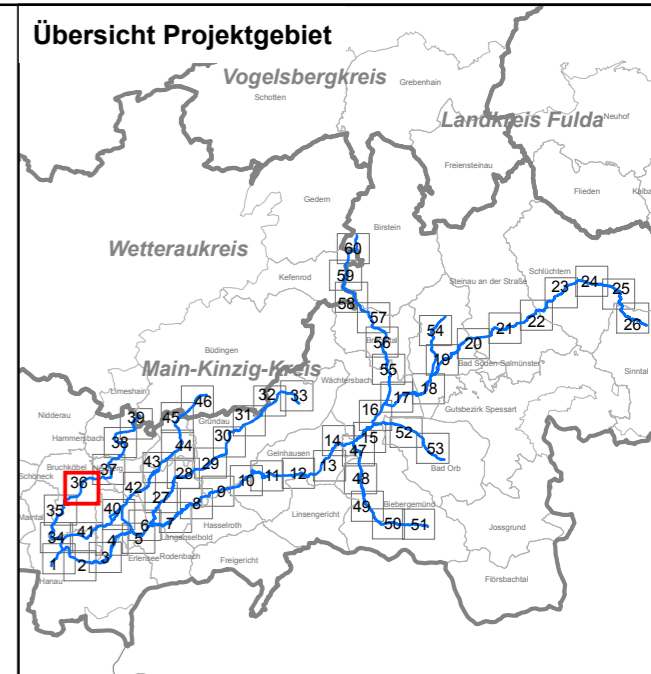 Übersicht Projektgebiet
Vogelsbergkreis
Grebenhain
Schotten
Landkreis Fulda
Neuhof
Freiensteinau
Flieden
Gedern
Birstein
Wetteraukreis
60
Kefenrod
59
Schlüchtern
Steinau an der Straße
23
24
25
58
57
54
22
26
21
Büdingen
56
20
19
Bad Soden-Salmünster
Sinntal
Main-Kinzig-Kreis
55
Wächtersbach
Limeshain
46
32
33
18
17
Nidderau
39
45
31
Gründau
16
Gutsbezirk Spessart
Hammersbach
38
44
30
14
15
52
Gelnhausen
47
53
Bruchköbel
37
43
29
13
Bad Orb
Schöneck
36
28
10
11
12
48
42
27
9
35
40
8
Linsengericht
49
Biebergemünd
Maintal
Hasselroth
41
6
7
50
51
Jossgrund
34
4
5
Langenselbold
Erlensee
Rodenbach
Freigericht
1
2
3
Flörsbachtal
Hanau